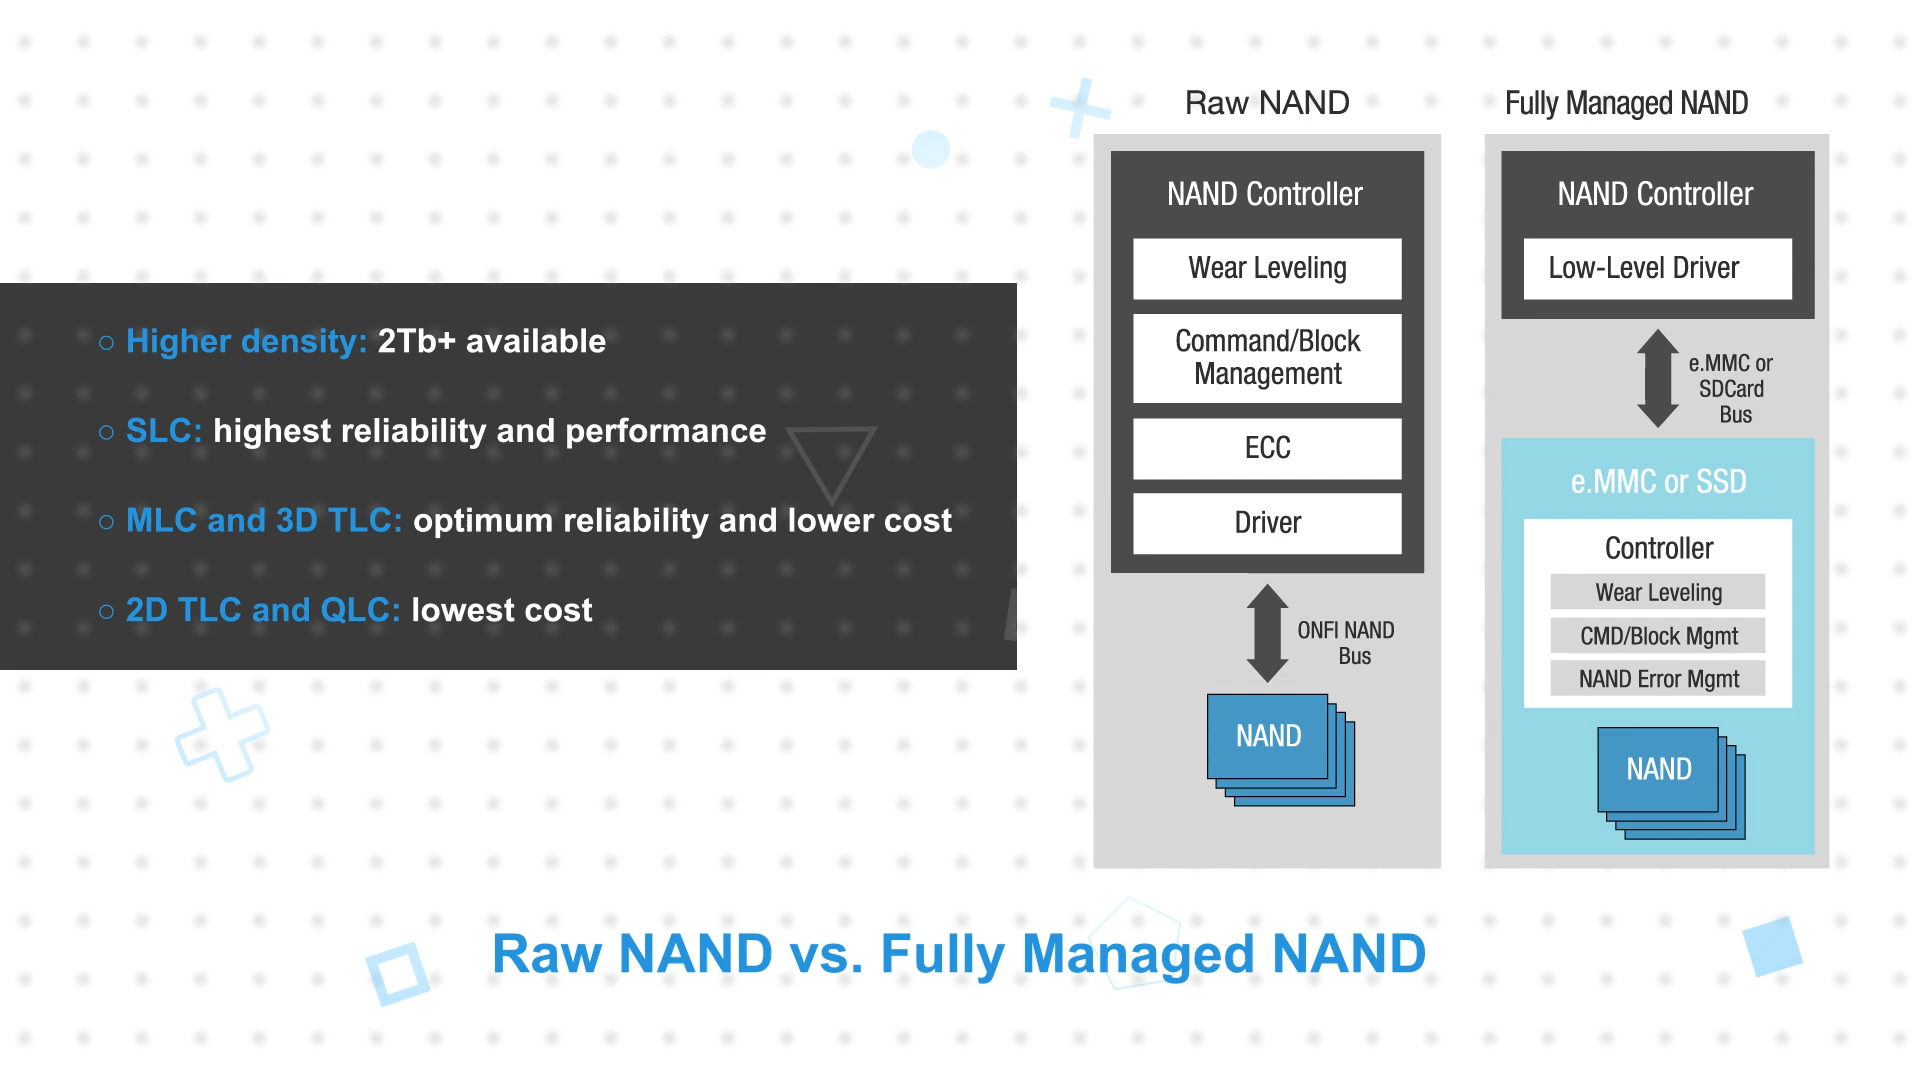 Raw NAND
NAND Controller
Wear Leveling
Command/Block
Management
ECC
Driver
ONFI NAND
Bus
NAND
Fully Managed NAND
NAND Controller
Low-Level Driver
e.MMC or
SDCard
Bus
e.MMC or SSD
Controller
Wear Leveling
CMD/Block Mgmt
NAND Error Mgmt
NAND
○ Higher density: 2Tb+ available
○ SLC: highest reliability and performance
○ MLC and 3D TLC: optimum reliability and lower cost
○ 2D TLC and QLC: lowest cost
Raw NAND vs. Fully Managed NAND